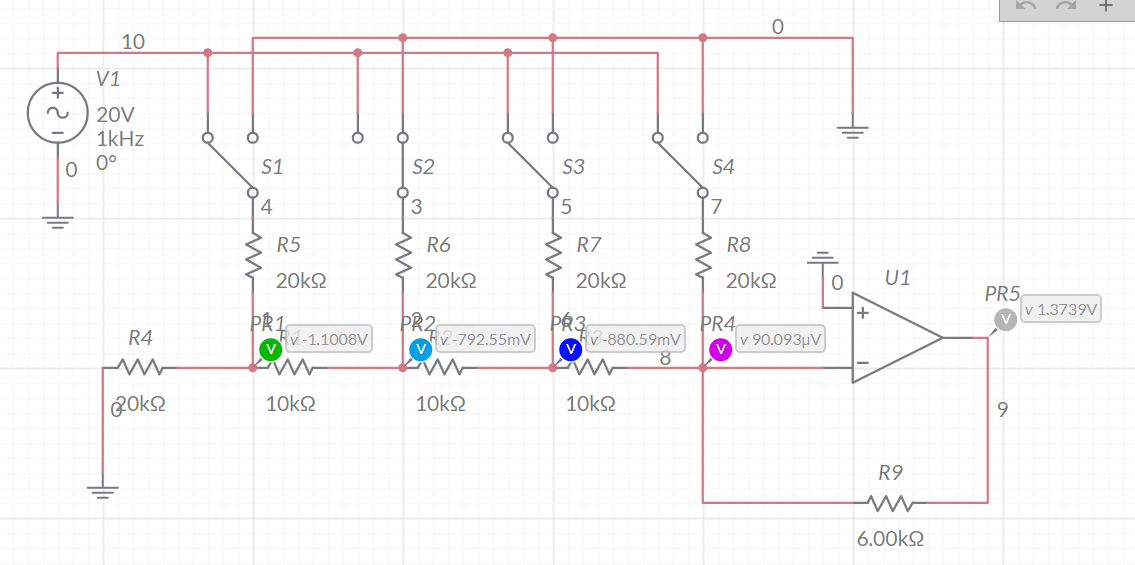 10
0
V1
20V
1kHz
0°
0
S1
S2
S3
S4
4
3
5
7
R5
R6
R7
R8
20kΩ
20kΩ
20kΩ
20kΩ
0
U1
PR5
V
v 1.3739V
R4
PR1
V
v -1.1008V
PR2
V
v -792.55mV
PR3
V
v -880.59mV
PR4
V
v 90.093µV
8
0
20kΩ
10kΩ
10kΩ
10kΩ
9
R9
6.00kΩ